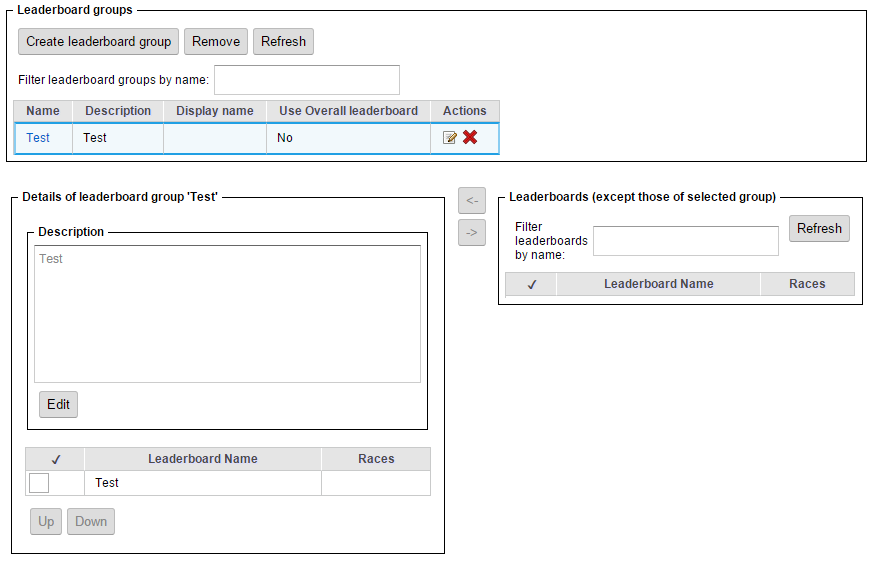 Leaderboard groups
Create leaderboard group Remove Refresh
Filter leaderboard groups by name:
Name Description Display name Use Overall leaderboard Actions
Test Test No
Details of leaderboard group 'Test'
Description
Test
Edit
✓ Leaderboard Name Races
Test
Up Down
<-
->
Leaderboards (except those of selected group)
Filter
leaderboards
by name:
Refresh
✓ Leaderboard Name Races